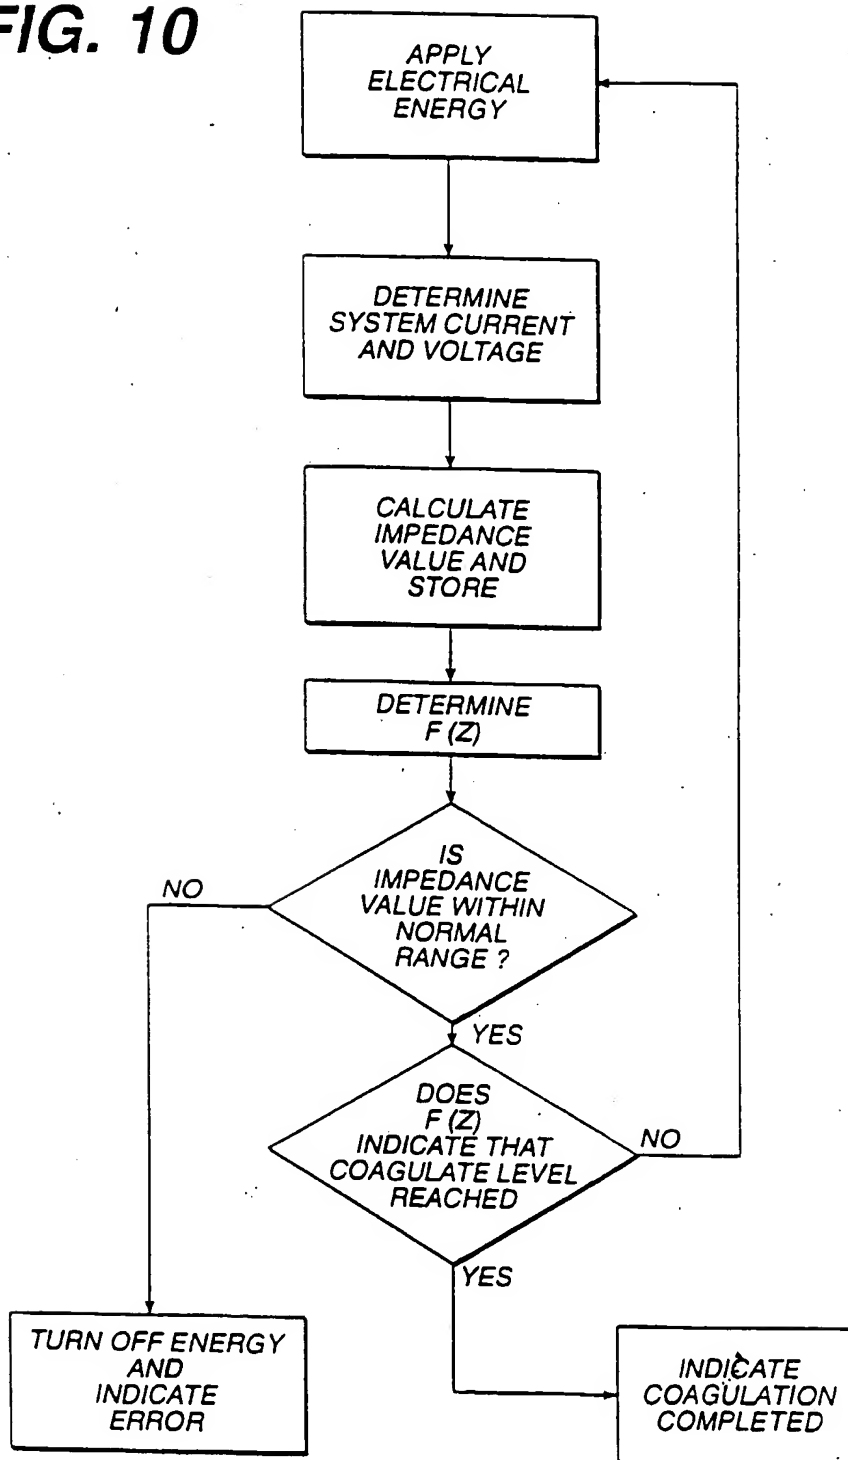 FIG. 10
APPLY
ELECTRICAL
ENERGY
DETERMINE
SYSTEM CURRENT
AND VOLTAGE
CALCULATE
IMPEDANCE
VALUE AND
STORE
DETERMINE
F (Z)
IS
IMPEDANCE
VALUE WITHIN
NORMAL
RANGE ?
NO
YES
DOES
F (Z)
INDICATE THAT
COAGULATE LEVEL
REACHED
NO
YES
TURN OFF ENERGY
AND
INDICATE
ERROR
INDICATE
COAGULATION
COMPLETED